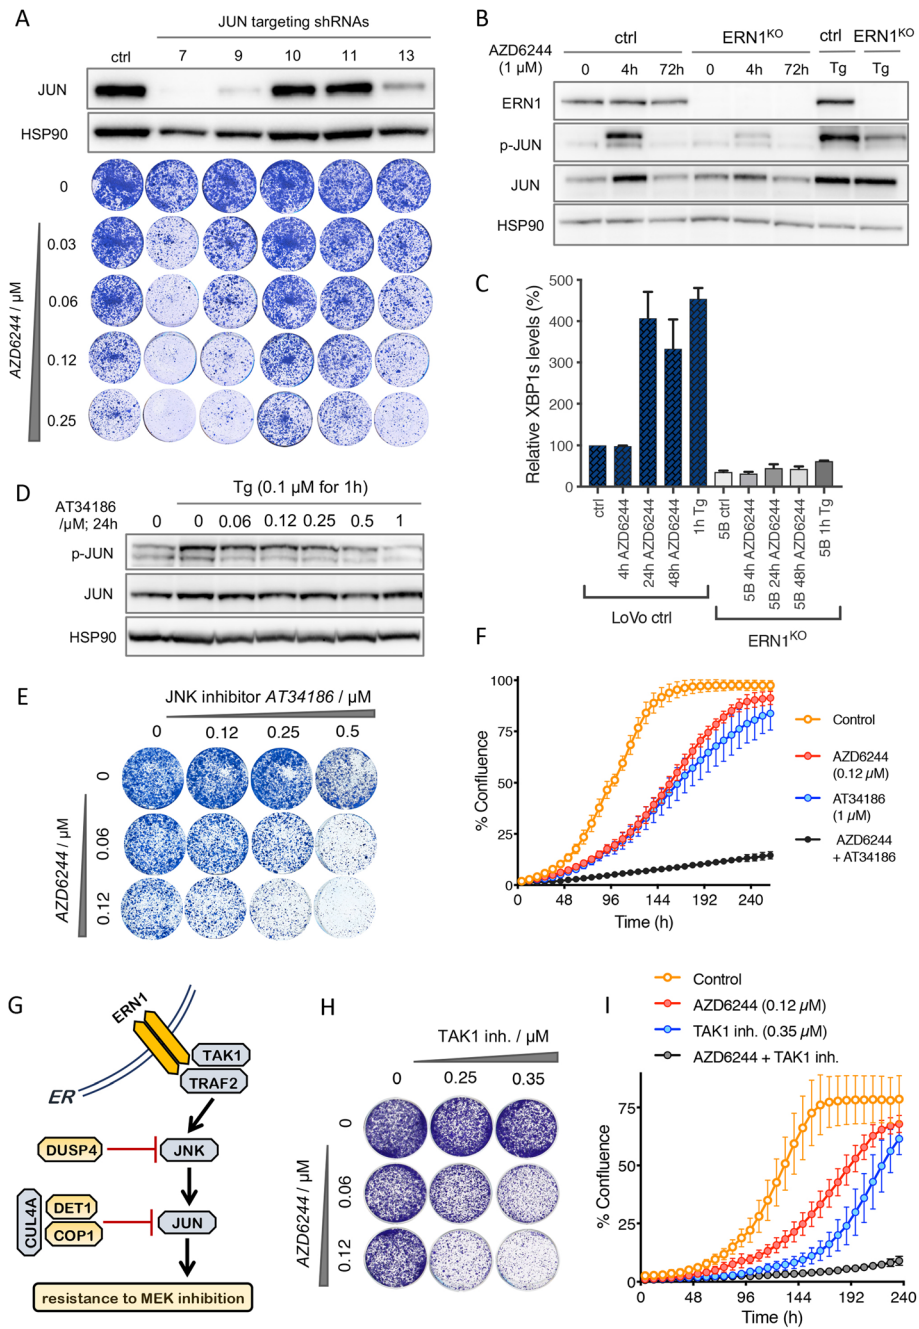 A
JUN targeting shRNAs
ctrl 7 9 10 11 13
JUN
HSP90
0
0.03
0.06
0.12
0.25
AZD6244 / µM
B
ctrl ERN1KO ctrl ERN1KO
AZD6244
(1 µM)
0 4h 72h 0 4h 72h Tg Tg
ERN1
p-JUN
JUN
HSP90
C
Relative XBP1s levels (%)
500
400
300
200
100
0
ctrl
4h AZD6244
24h AZD6244
48h AZD6244
1h Tg
5B ctrl
5B 4h AZD6244
5B 24h AZD6244
5B 48h AZD6244
5B 1h Tg
LoVo ctrl
ERN1KO
D
Tg (0.1 µM for 1h)
AT34186
/µM; 24h
0 0 0.06 0.12 0.25 0.5 1
p-JUN
JUN
HSP90
E
JNK inhibitor AT34186 / µM
0 0.12 0.25 0.5
0
0.06
0.12
AZD6244 / µM
F
% Confluence
100
75
50
25
0
0 48 96 144 192 240
Time (h)
Control
AZD6244
(0.12 µM)
AT34186
(1 µM)
AZD6244
+ AT34186
G
ERN1
TAK1
TRAF2
ER
DUSP4
JNK
CUL4A
DET1
COP1
JUN
resistance to MEK inhibition
H
TAK1 inh. / µM
0 0.25 0.35
0
0.06
0.12
AZD6244 / µM
I
Control
AZD6244 (0.12 µM)
TAK1 inh. (0.35 µM)
AZD6244 + TAK1 inh.
% Confluence
75
50
25
0
0 48 96 144 192 240
Time (h)